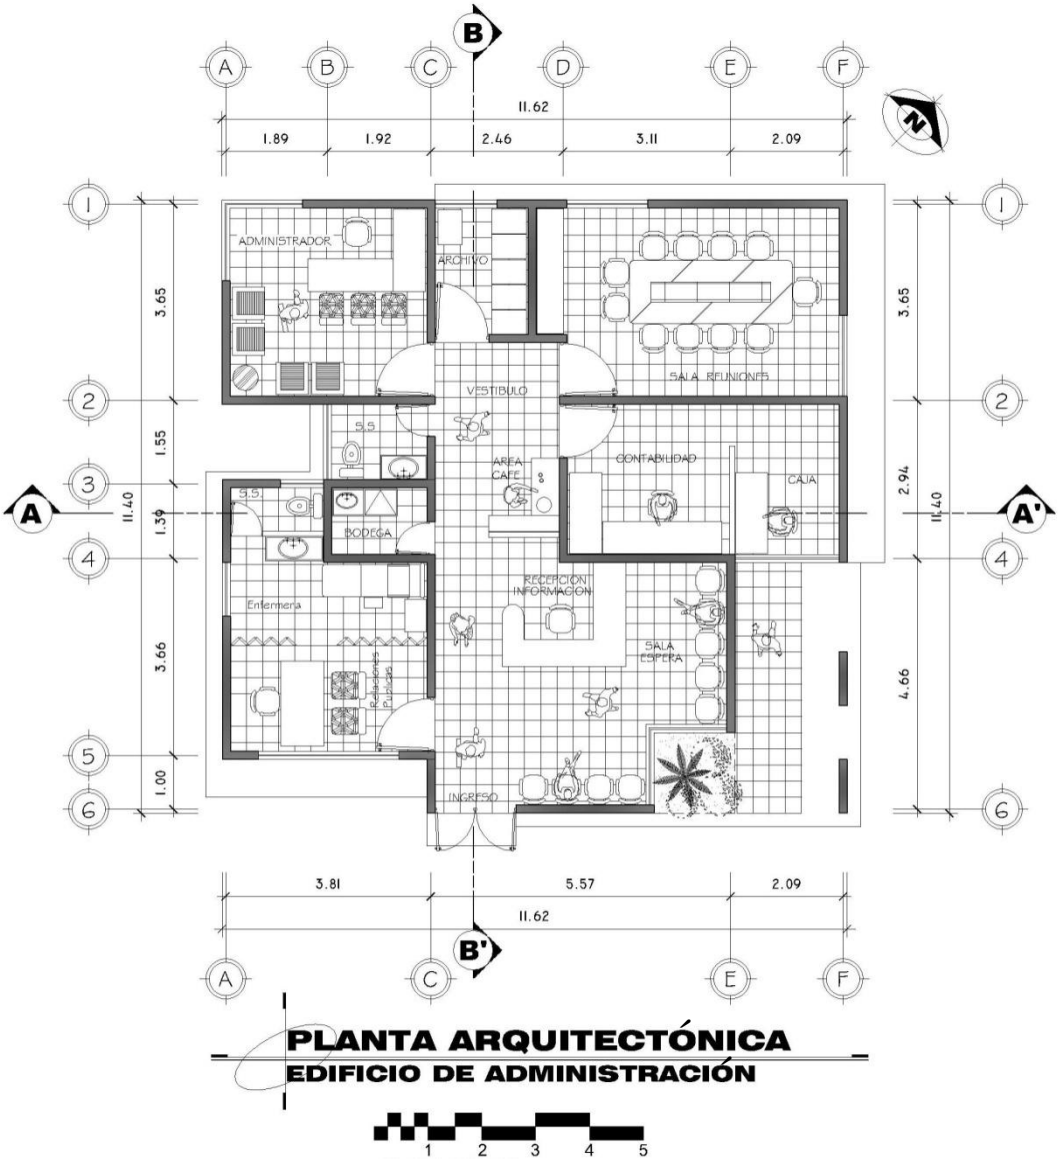 B
A B C D E F
11.62
1.89 1.92 2.46 3.11 2.09
N
1 1
ADMINISTRADOR
ARCHIVO
3.65 3.65
SALA REUNIONES
VESTIBULO
2 2
S.S
1.55
AREA
CAFE
CONTABILIDAD
CAJA
2.94
3
S.S.
A 11.40 1.39 11.40 A'
BODEGA
4 4
RECEPCION
INFORMACION
Enfermeria
SALA
ESPERA
3.66
Relaciones
Publicas
4.66
5
1.00
INGRESO
6 6
3.81 5.57 2.09
11.62
B'
A C E F
PLANTA ARQUITECTÓNICA
EDIFICIO DE ADMINISTRACIÓN
1 2 3 4 5